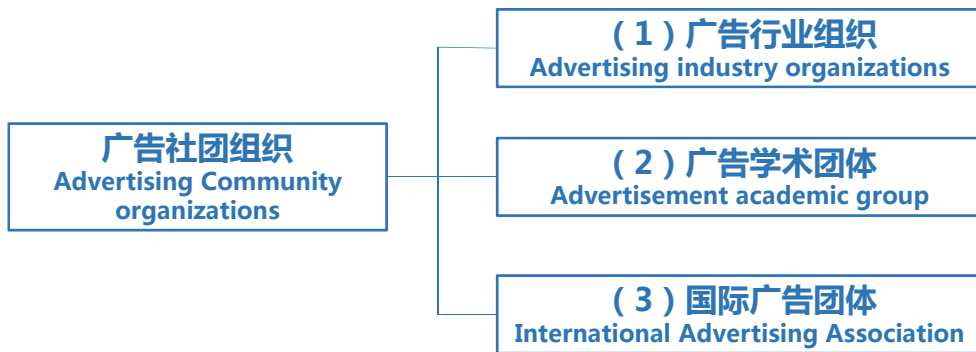 广告社团组织
Advertising Community
organizations
（1）广告行业组织
Advertising industry organizations
（2）广告学术团体
Advertisement academic group
（3）国际广告团体
International Advertising Association